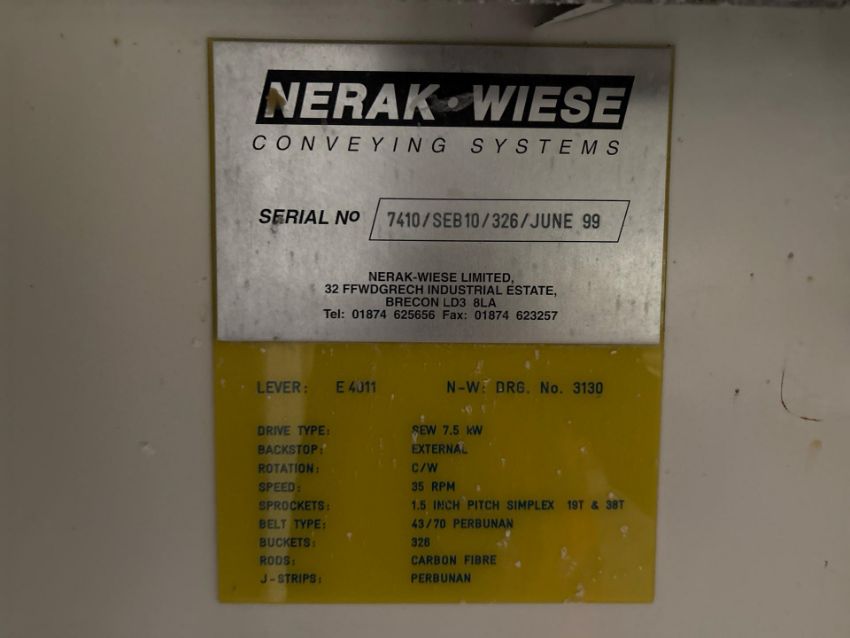 NERAK·WIESE
CONVEYING SYSTEMS
SERIAL No 7410/SEB10/326/JUNE 99
NERAK-WIESE LIMITED,
32 FFWDGRECH INDUSTRIAL ESTATE,
BRECON LD3 8LA
Tel: 01874 625656 Fax: 01874 623257
LEVER: E4011 N-W: DRG. No. 3130
DRIVE TYPE: SEW 7.5 kW
BACKSTOP: EXTERNAL
ROTATION: C/W
SPEED: 35 RPM
SPROCKETS: 1.5 INCH PITCH SIMPLEX 19T & 38T
BELT TYPE: 43/70 PERBUNAN
BUCKETS: 326
RODS: CARBON FIBRE
J-STRIPS: PERBUNAN